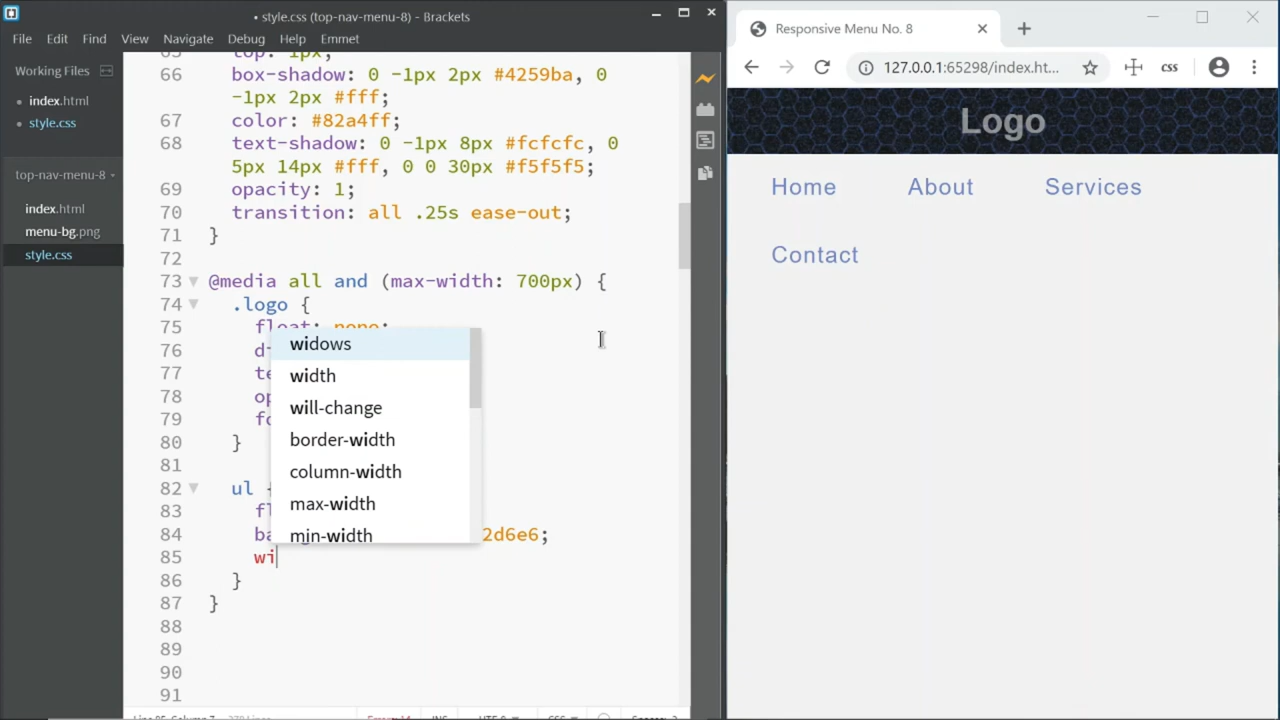 style.css (top-nav-menu-8) - Brackets
File Edit Find View Navigate Debug Help Emmet
Working Files
index.html
style.css
top-nav-menu-8
index.html
menu-bg.png
style.css
66 box-shadow: 0 -1px 2px #4259ba, 0
-1px 2px #fff;
67 color: #82a4ff;
68 text-shadow: 0 -1px 8px #fcfcfc, 0
5px 14px #fff, 0 0 30px #f5f5f5;
69 opacity: 1;
70 transition: all .25s ease-out;
71 }
72
73 @media all and (max-width: 700px) {
74 .logo {
75 float: none;
76
77
78
79
80 }
81
82 ul
83
84 2d6e6;
85 wi
86 }
87 }
88
89
90
91
widows
width
will-change
border-width
column-width
max-width
min-width
Responsive Menu No. 8
127.0.0.1:65298/index.ht...
css
Logo
Home About Services
Contact